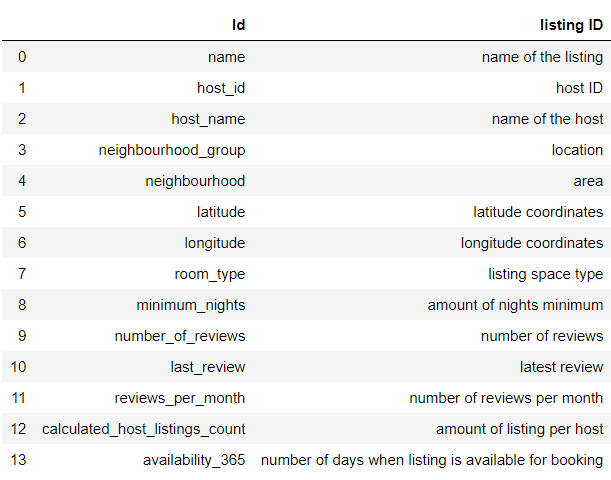 Id listing ID
0 name name of the listing
1 host_id host ID
2 host_name name of the host
3 neighbourhood_group location
4 neighbourhood area
5 latitude latitude coordinates
6 longitude longitude coordinates
7 room_type listing space type
8 minimum_nights amount of nights minimum
9 number_of_reviews number of reviews
10 last_review latest review
11 reviews_per_month number of reviews per month
12 calculated_host_listings_count amount of listing per host
13 availability_365 number of days when listing is available for booking